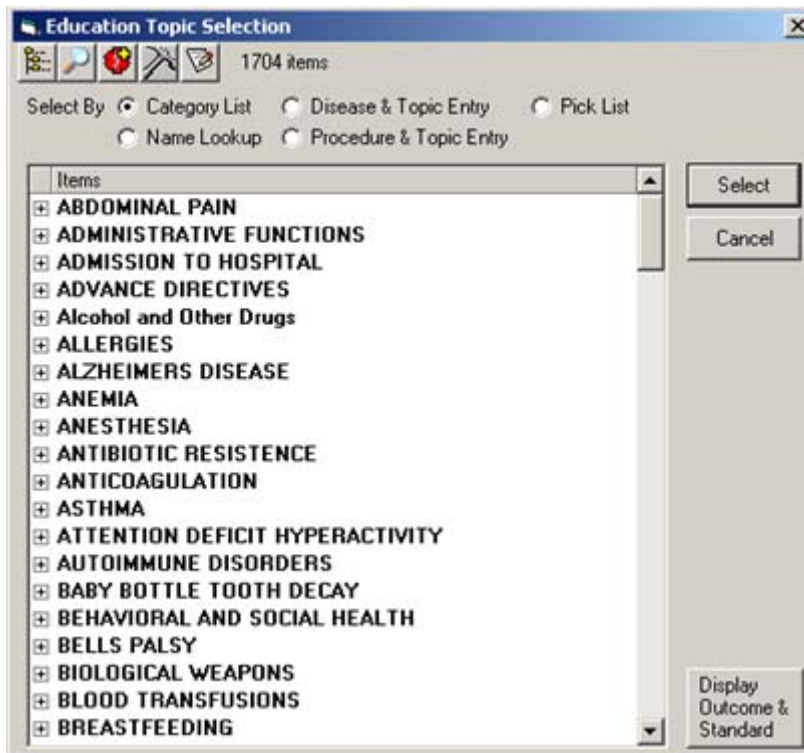 Education Topic Selection
1704 items
Select By Category List Disease & Topic Entry Pick List
Name Lookup Procedure & Topic Entry
Items
ABDOMINAL PAIN
ADMINISTRATIVE FUNCTIONS
ADMISSION TO HOSPITAL
ADVANCE DIRECTIVES
Alcohol and Other Drugs
ALLERGIES
ALZHEIMERS DISEASE
ANEMIA
ANESTHESIA
ANTIBIOTIC RESISTENCE
ANTICOAGULATION
ASTHMA
ATTENTION DEFICIT HYPERACTIVITY
AUTOIMMUNE DISORDERS
BABY BOTTLE TOOTH DECAY
BEHAVIORAL AND SOCIAL HEALTH
BELLS PALSY
BIOLOGICAL WEAPONS
BLOOD TRANSFUSIONS
BREASTFEEDING
Select
Cancel
Display
Outcome &
Standard